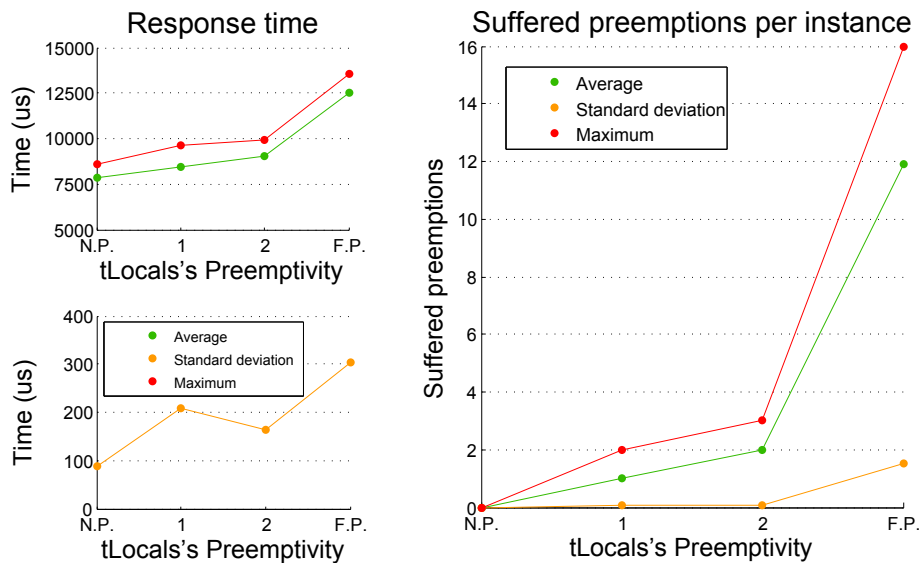 Response time
15000
12500
10000
7500
5000
Time (us)
N.P. 1 2 F.P.
tLocals's Preemptivity
400
300
200
100
0
Time (us)
Average
Standard deviation
Maximum
N.P. 1 2 F.P.
tLocals's Preemptivity
Suffered preemptions per instance
16
14
12
10
8
6
4
2
0
Suffered preemptions
Average
Standard deviation
Maximum
N.P. 1 2 F.P.
tLocals's Preemptivity